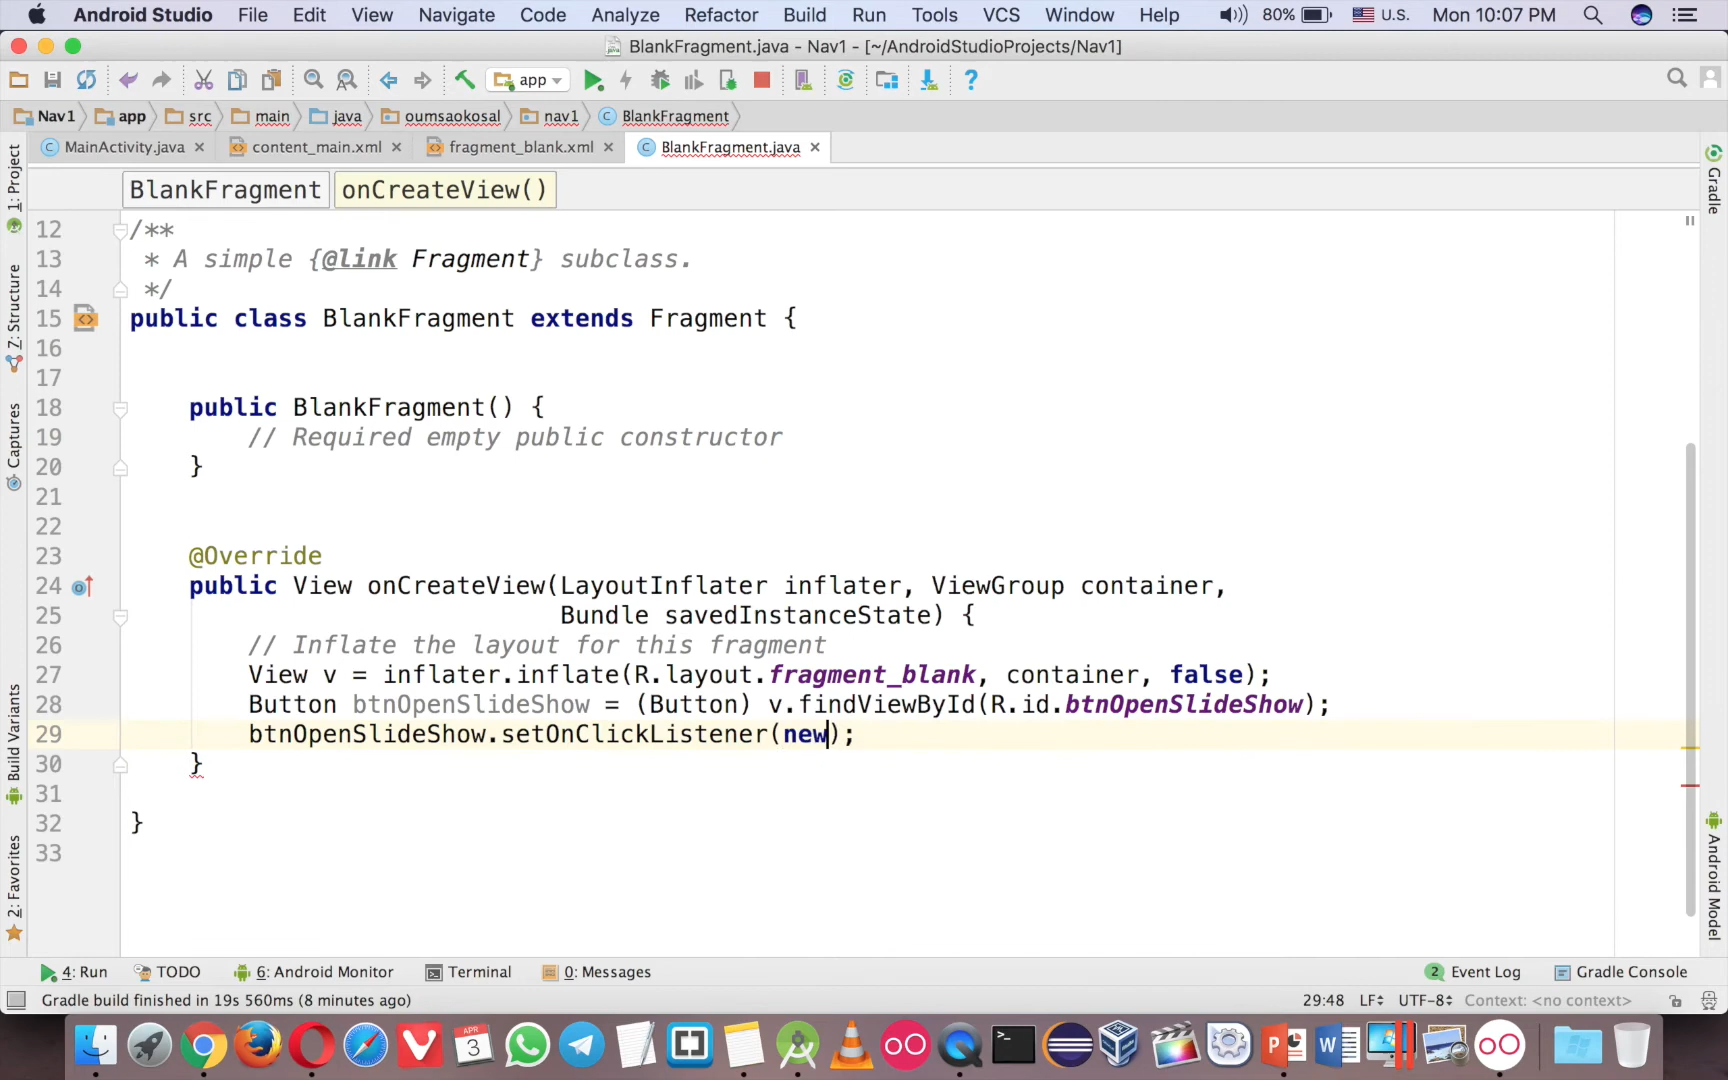 Android Studio File Edit View Navigate Code Analyze Refactor Build Run Tools VCS Window Help 80% U.S. Mon 10:07 PM
BlankFragment.java - Nav1 - [~/AndroidStudioProjects/Nav1]
app
Nav1 app src main java oumsaokosal nav1 BlankFragment
MainActivity.java content_main.xml fragment_blank.xml BlankFragment.java
BlankFragment onCreateView()
1: Project
7: Structure
Captures
Build Variants
2: Favorites
Gradle
Android Model
12 /**
13 * A simple {@link Fragment} subclass.
14 */
15 public class BlankFragment extends Fragment {
16
17
18 public BlankFragment() {
19 // Required empty public constructor
20 }
21
22
23 @Override
24 public View onCreateView(LayoutInflater inflater, ViewGroup container,
25 Bundle savedInstanceState) {
26 // Inflate the layout for this fragment
27 View v = inflater.inflate(R.layout.fragment_blank, container, false);
28 Button btnOpenSlideShow = (Button) v.findViewById(R.id.btnOpenSlideShow);
29 btnOpenSlideShow.setOnClickListener(new);
30 }
31
32 }
33
4: Run TODO 6: Android Monitor Terminal 0: Messages 2 Event Log Gradle Console
Gradle build finished in 19s 560ms (8 minutes ago) 29:48 LF UTF-8 Context: <no context>
APR
3
P W